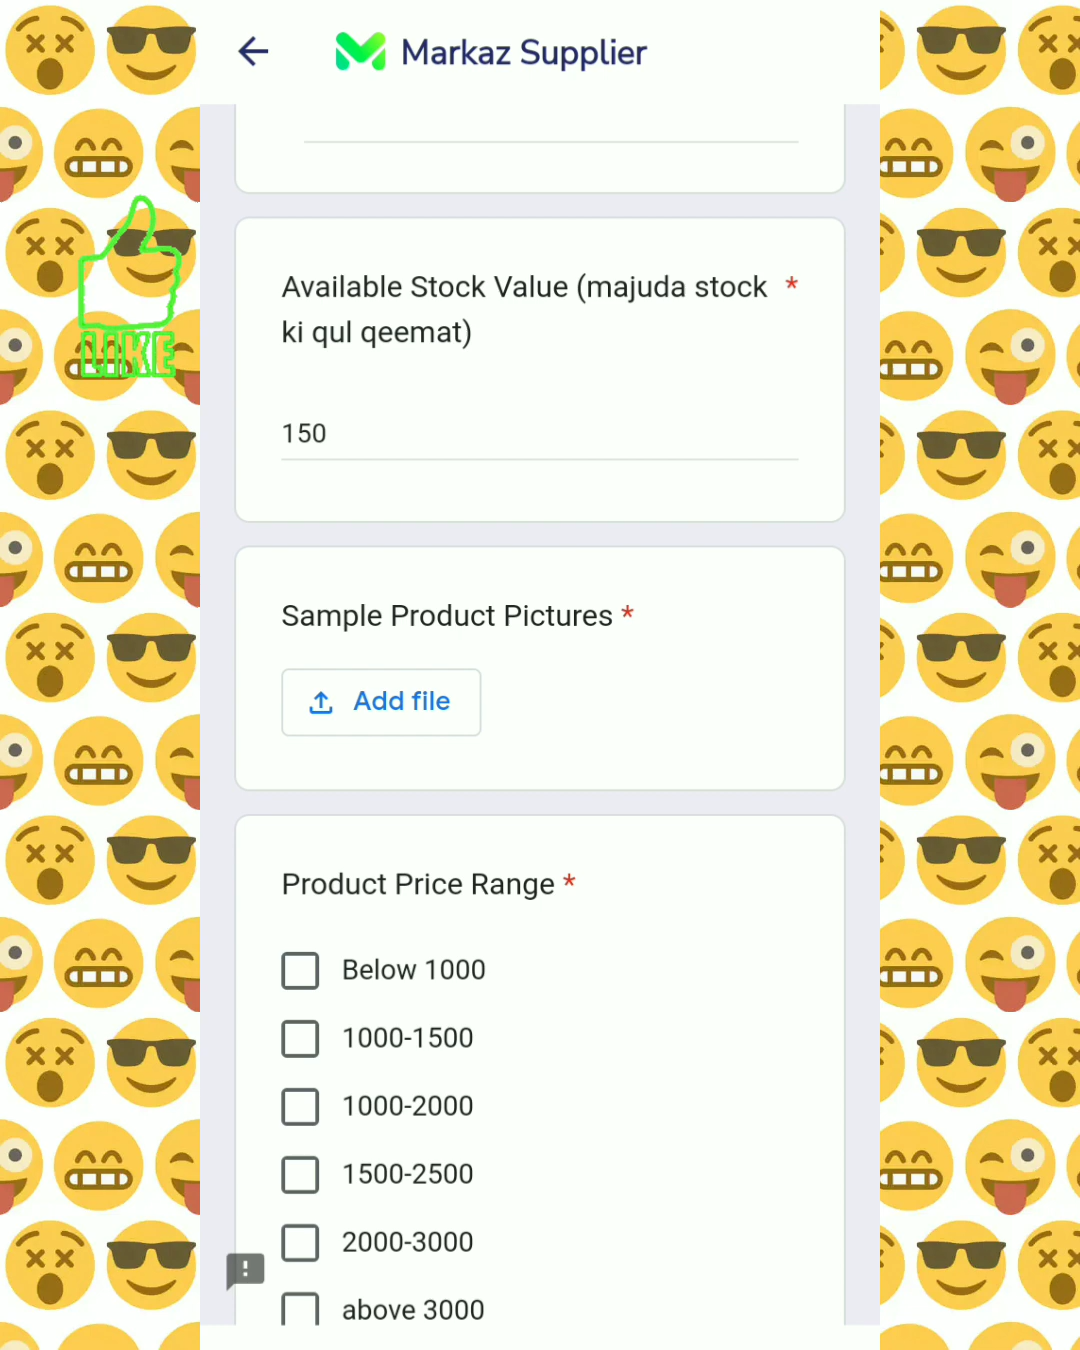 Markaz Supplier
LIKE
Available Stock Value (majuda stock *
ki qul qeemat)
150
Sample Product Pictures *
Add file
Product Price Range *
Below 1000
1000-1500
1000-2000
1500-2500
2000-3000
above 3000